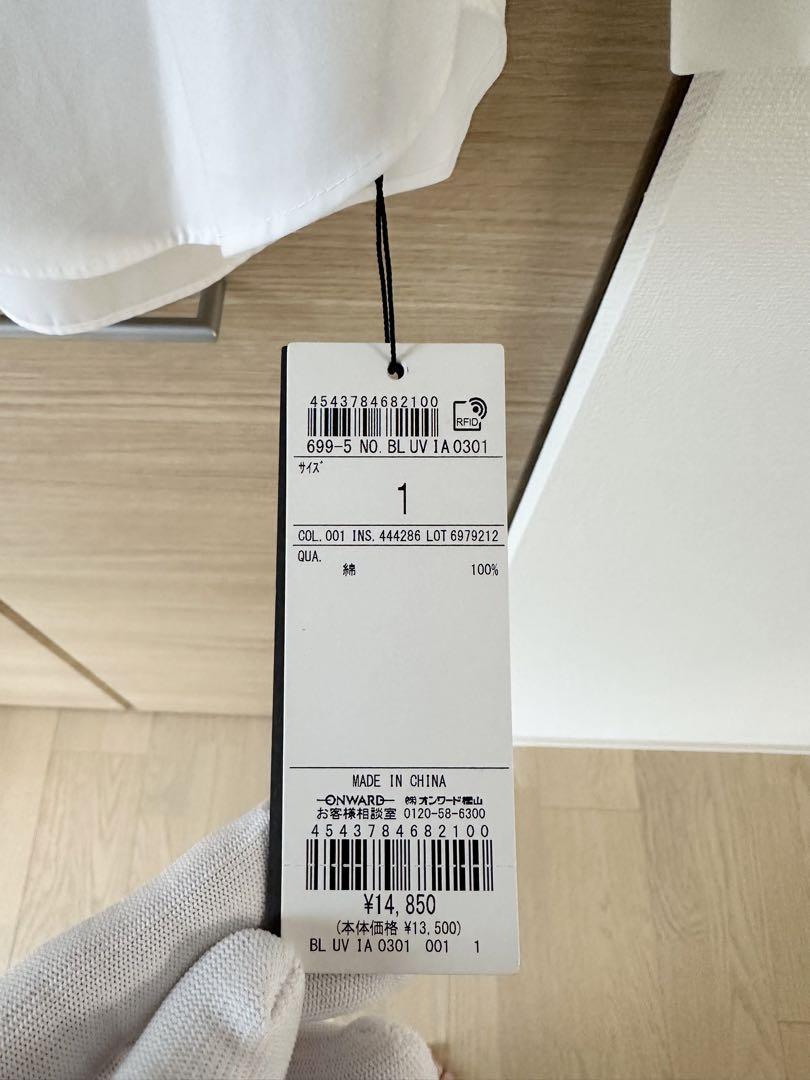 4543784682100
RFID
699-5 NO. BL UV IA 0301
サイズ
1
COL. 001 INS. 444286 LOT 6979212
QUA.
綿 100%
MADE IN CHINA
ONWARD ㈱オンワード樫山
お客様相談室 0120-58-6300
4543784682100
¥14,850
(本体価格 ¥13,500)
BL UV IA 0301 001 1